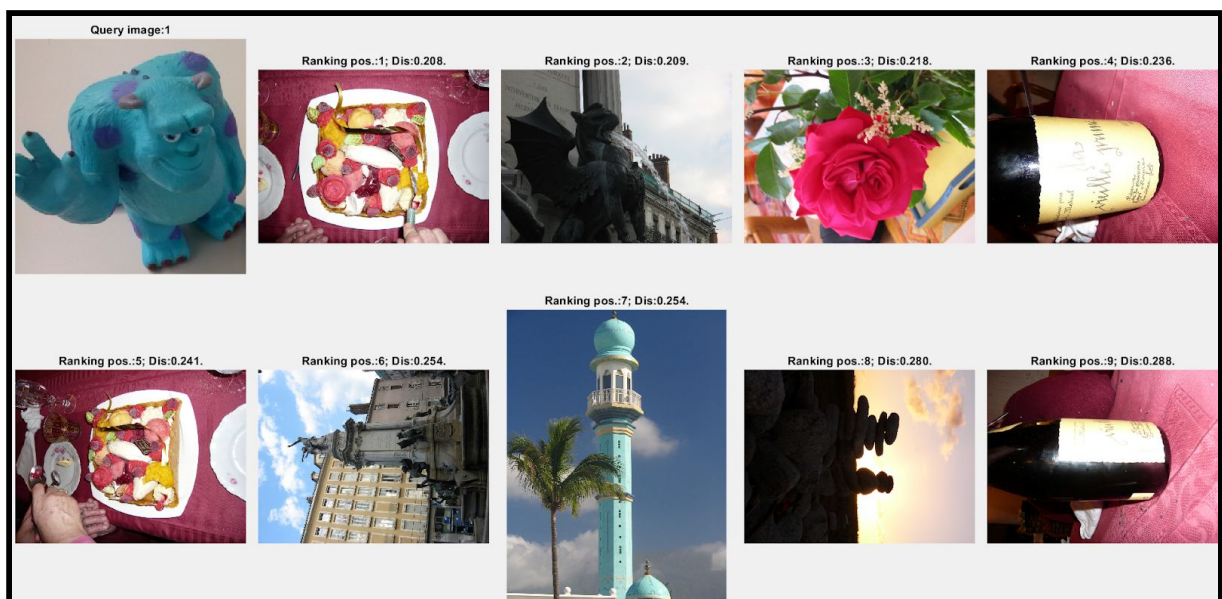 Query image:1
Ranking pos.:1; Dis:0.208.
Ranking pos.:2; Dis:0.209.
Ranking pos.:3; Dis:0.218.
Ranking pos.:4; Dis:0.236.
vieille
Ranking pos.:5; Dis:0.241.
Ranking pos.:6; Dis:0.254.
Ranking pos.:7; Dis:0.254.
Ranking pos.:8; Dis:0.280.
Ranking pos.:9; Dis:0.288.